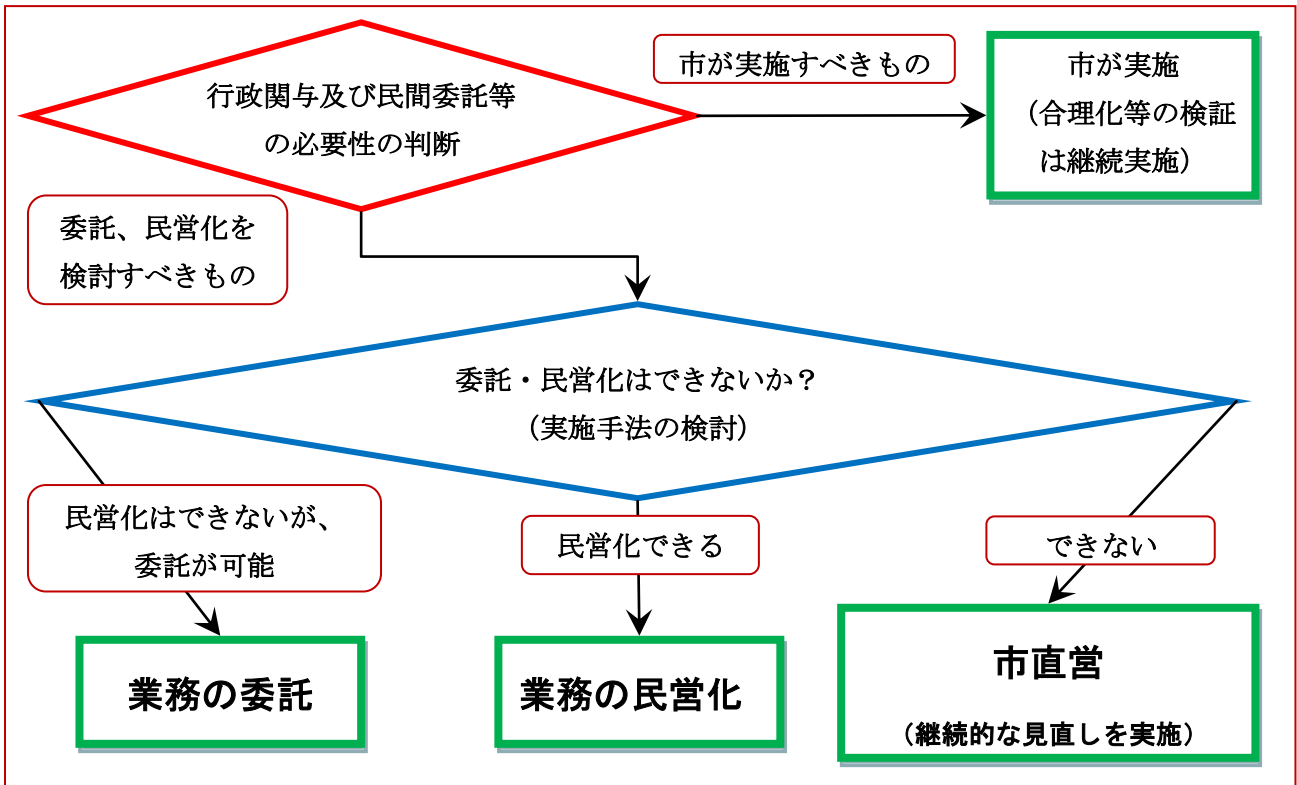 行政関与及び民間委託等
の必要性の判断
市が実施すべきもの
市が実施
（合理化等の検証
は継続実施）
委託、民営化を
検討すべきもの
委託・民営化はできないか？
（実施手法の検討）
民営化はできないが、
委託が可能
民営化できる
できない
業務の委託
業務の民営化
市直営
（継続的な見直しを実施）